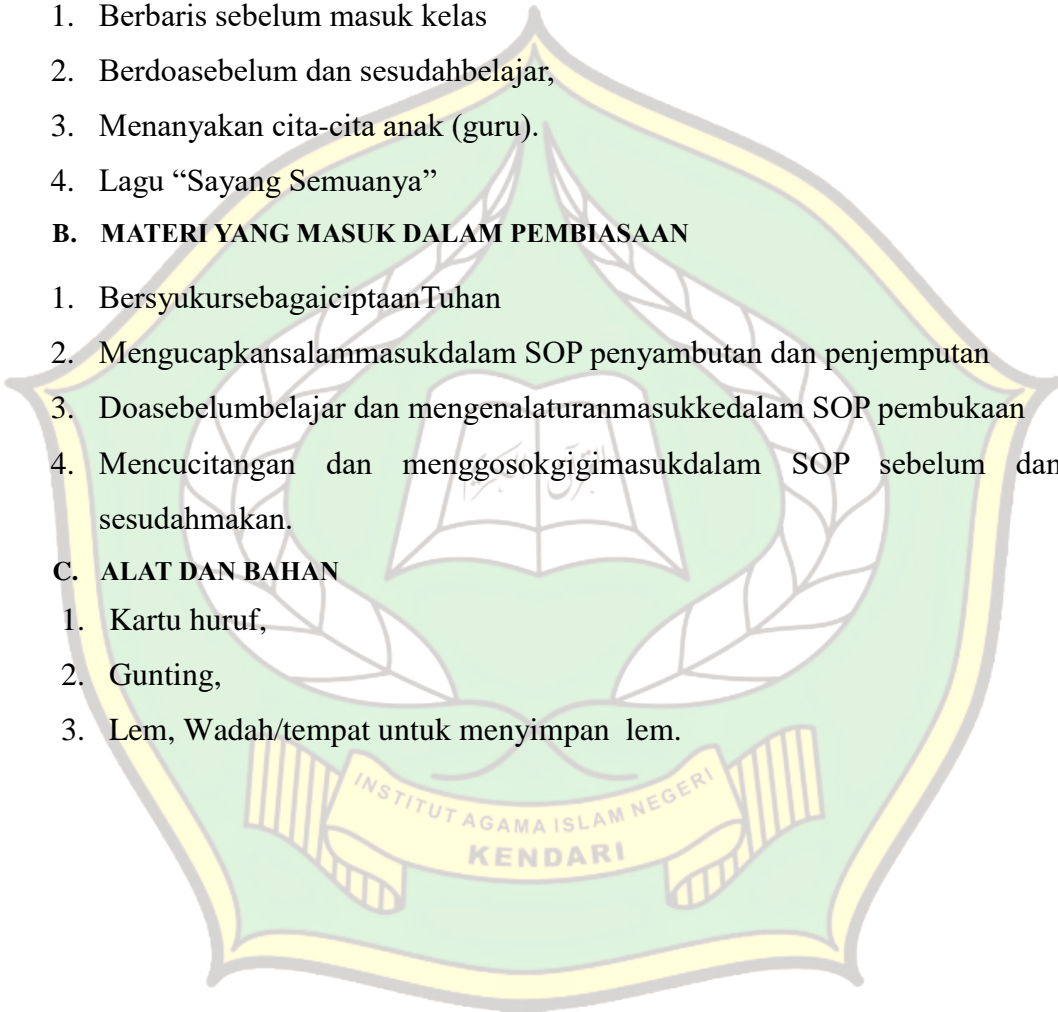 1. Berbaris sebelum masuk kelas
2. Berdoasebelum dan sesudahbelajar,
3. Menanyakan cita-cita anak (guru).
4. Lagu “Sayang Semuanya”
B. MATERI YANG MASUK DALAM PEMBIASAAN
1. BersyukursebagaiciptaanTuhan
2. Mengucapkansalammasukdalam SOP penyambutan dan penjemputan
3. Doasebelumbelajar dan mengenalaturanmasukkedalam SOP pembukaan
4. Mencucitangan dan menggosokgigimasukdalam SOP sebelum dan
sesudahmakan.
C. ALAT DAN BAHAN
1. Kartu huruf,
2. Gunting,
3. Lem, Wadah/tempat untuk menyimpan lem.
INSTITUT AGAMA ISLAM NEGERI
KENDARI